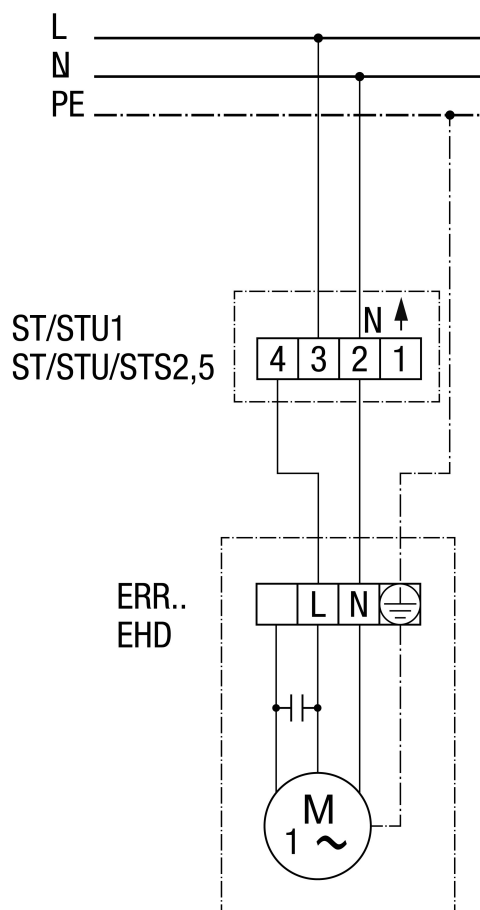 L
N
PE
N
ST/STU1
ST/STU/STS2,5
4 3 2 1
ERR..
EHD
L N
M
1 ~